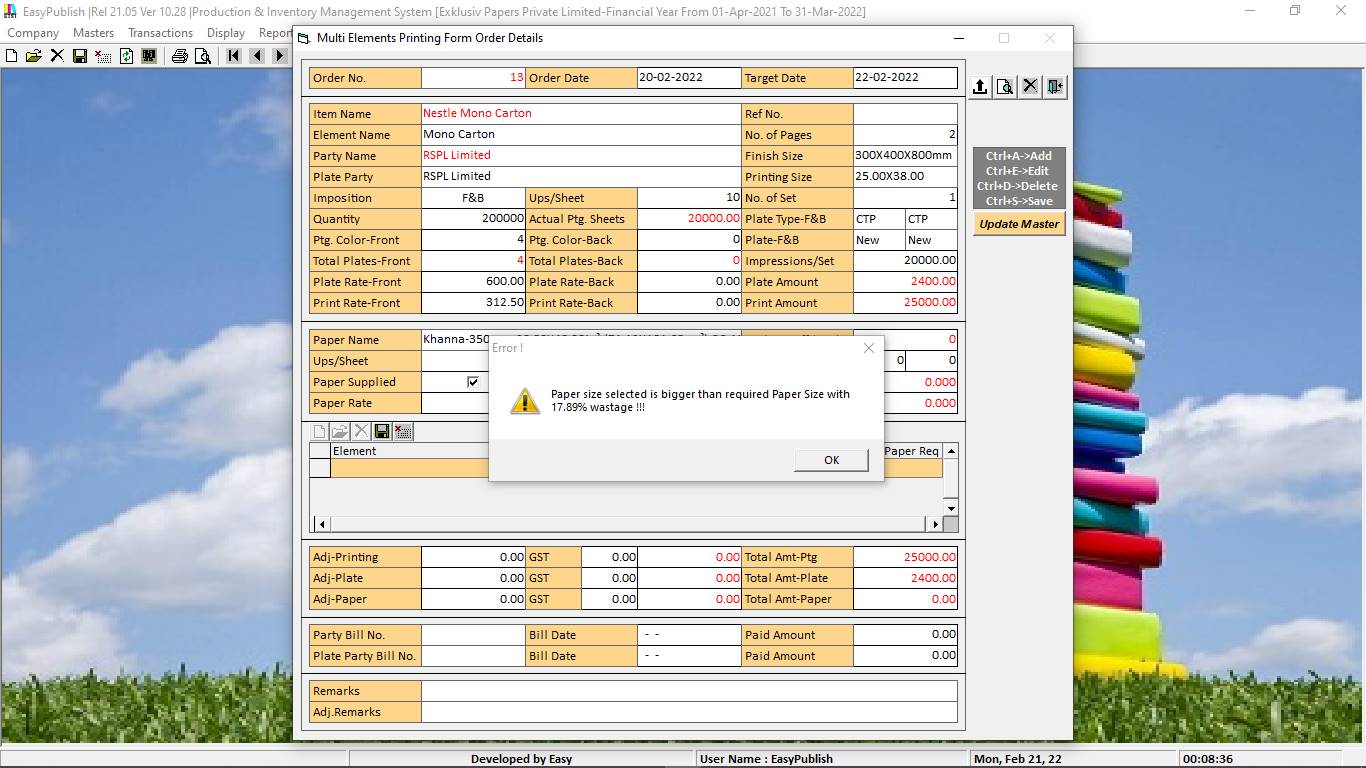 EasyPublish |Rel 21.05 Ver 10.28 |Production & Inventory Management System [Exklusiv Papers Private Limited-Financial Year From 01-Apr-2021 To 31-Mar-2022]
Company Masters Transactions Display Report
Multi Elements Printing Form Order Details
Order No. 13 Order Date 20-02-2022 Target Date 22-02-2022
Item Name Nestle Mono Carton Ref No.
Element Name Mono Carton No. of Pages 2
Party Name RSPL Limited Finish Size 300X400X800mm
Plate Party RSPL Limited Printing Size 25.00X38.00
Imposition F&B Ups/Sheet 10 No. of Set 1
Quantity 200000 Actual Ptg. Sheets 20000.00 Plate Type-F&B CTP CTP
Ptg. Color-Front 4 Ptg. Color-Back 0 Plate-F&B New New
Total Plates-Front 4 Total Plates-Back 0 Impressions/Set 20000.00
Plate Rate-Front 600.00 Plate Rate-Back 0.00 Plate Amount 2400.00
Print Rate-Front 312.50 Print Rate-Back 0.00 Print Amount 25000.00
Ctrl+A->Add
Ctrl+E->Edit
Ctrl+D->Delete
Ctrl+S->Save
Update Master
Paper Name Khanna-350 0
Ups/Sheet 0 0
Paper Supplied 0.000
Paper Rate 0.000
Error !
Paper size selected is bigger than required Paper Size with
17.89% wastage !!!
OK
Element Paper Req
Adj-Printing 0.00 GST 0.00 0.00 Total Amt-Ptg 25000.00
Adj-Plate 0.00 GST 0.00 0.00 Total Amt-Plate 2400.00
Adj-Paper 0.00 GST 0.00 0.00 Total Amt-Paper 0.00
Party Bill No. Bill Date - - Paid Amount 0.00
Plate Party Bill No. Bill Date - - Paid Amount 0.00
Remarks
Adj.Remarks
Developed by Easy User Name : EasyPublish Mon, Feb 21, 22 00:08:36